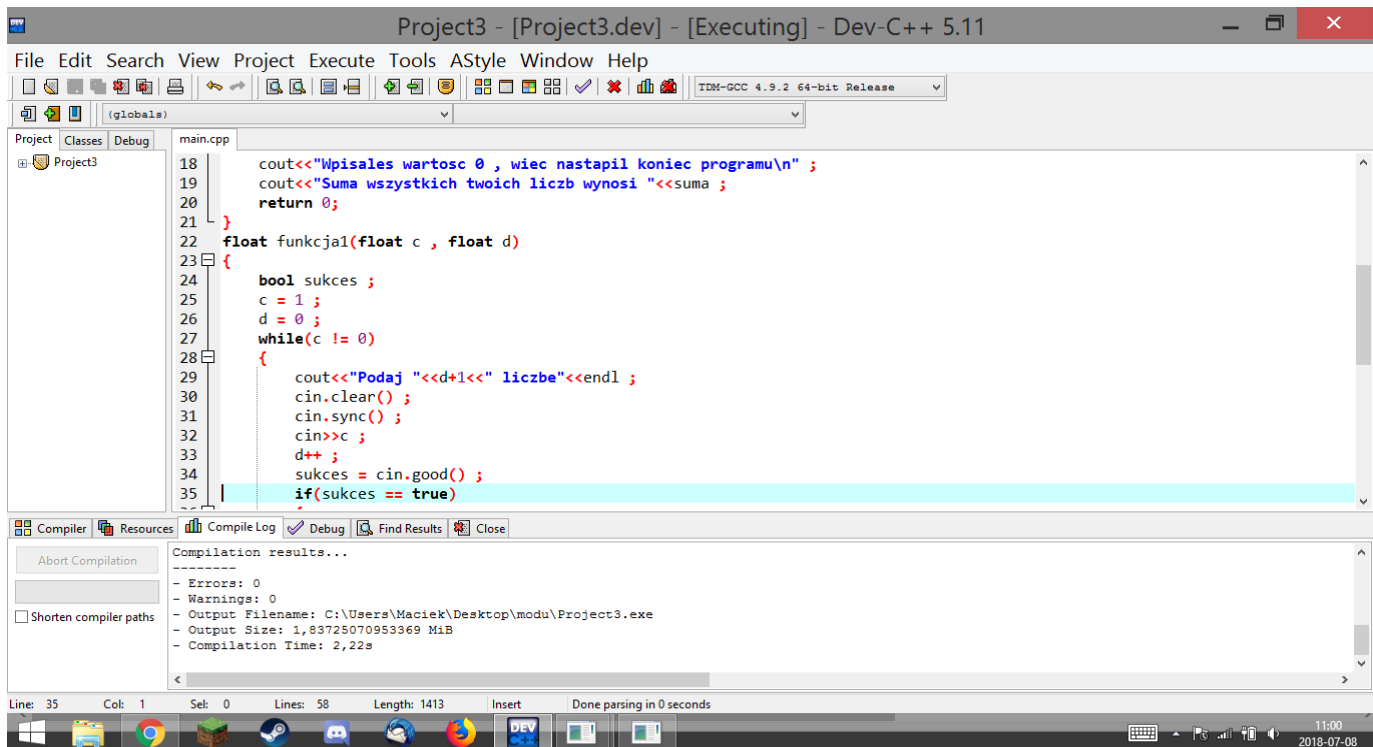 Project3 - [Project3.dev] - [Executing] - Dev-C++ 5.11
File Edit Search View Project Execute Tools AStyle Window Help
TDM-GCC 4.9.2 64-bit Release
(globals)
Project Classes Debug main.cpp
Project3
18 cout<<"Wpisales wartosc 0 , wiec nastapil koniec programu\n" ;
19 cout<<"Suma wszystkich twoich liczb wynosi "<<suma ;
20 return 0;
21 }
22 float funkcja1(float c , float d)
23 {
24 bool sukces ;
25 c = 1 ;
26 d = 0 ;
27 while(c != 0)
28 {
29 cout<<"Podaj "<<d+1<<" liczbe"<<endl ;
30 cin.clear() ;
31 cin.sync() ;
32 cin>>c ;
33 d++ ;
34 sukces = cin.good() ;
35 if(sukces == true)
Compiler Resources Compile Log Debug Find Results Close
Abort Compilation
Shorten compiler paths
Compilation results...
--------
- Errors: 0
- Warnings: 0
- Output Filename: C:\Users\Maciek\Desktop\modu\Project3.exe
- Output Size: 1,83725070953369 MiB
- Compilation Time: 2,22s
Line: 35 Col: 1 Sel: 0 Lines: 58 Length: 1413 Insert Done parsing in 0 seconds
DEV C++
11:00
2018-07-08